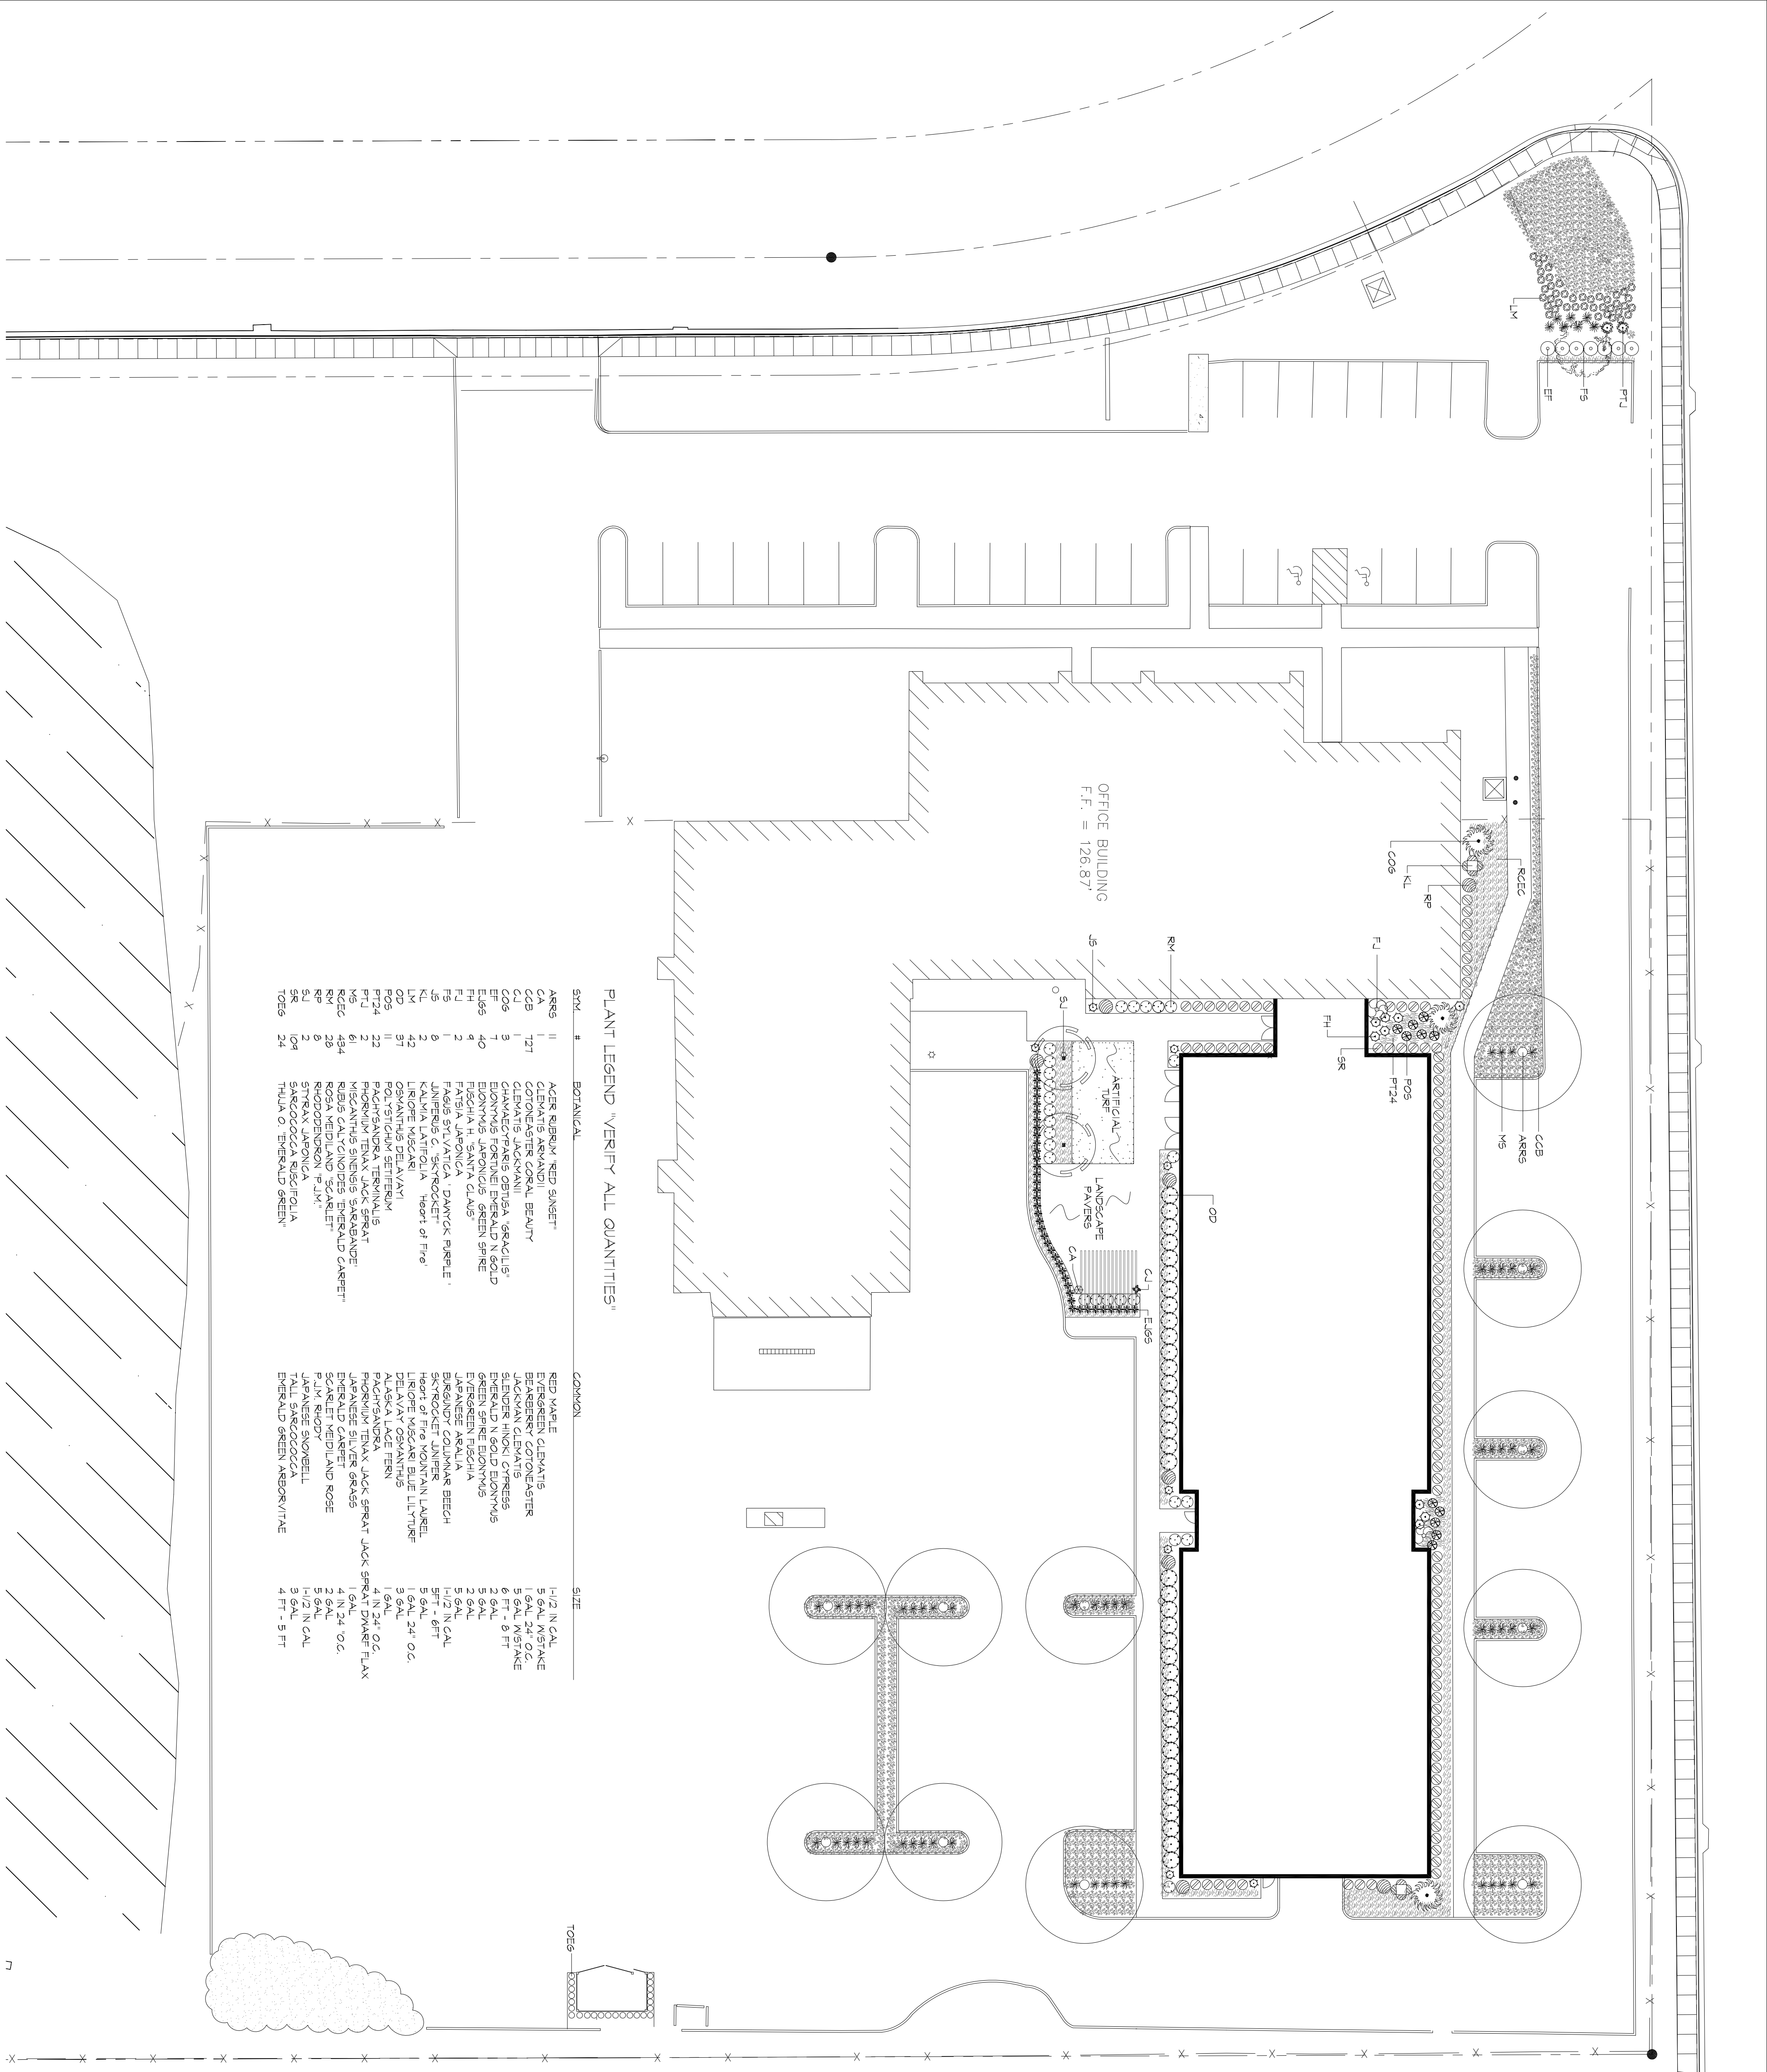 LM
EF
FS
PTJ
OFFICE BUILDING
F.F. = 126.87'
COG
KL
RP
RCEC
JS
RM
FJ
SJ
FH
SR
PT24
POS
MS
ARRS
CCB
ARTIFICIAL
TURF
LANDSCAPE
PAVERS
OD
CA
CJ
EJGS
TOEG
PLANT LEGEND "VERIFY ALL QUANTITIES"
SYM # BOTANICAL COMMON SIZE
ARRS 11 ACER RUBRUM "RED SUNSET" RED MAPLE 1-1/2 IN CAL
CA 1 CLEMATIS ARMANDII EVERGREEN CLEMATIS 5 GAL W/STAKE
CCB 727 COTONEASTER CORAL BEAUTY BEARBERRY COTONEASTER 1 GAL 24" O.C.
CJ 1 CLEMATIS JACKMANII JACKMAN CLEMATIS 5 GAL W/STAKE
COG 3 CHAMAECYPARIS OBTUSA "GRACILIS" SLENDER HINOKI CYPRESS 6 FT - 8 FT
EF 7 EUONYMUS FORTUNEI EMERALD N GOLD EMERALD N GOLD EUONYMUS 2 GAL
EJGS 40 EUONYMUS JAPONICUS GREEN SPIRE GREEN SPIRE EUONYMUS 5 GAL
FH 9 FUSCHIA H. "SANTA CLAUS" EVERGREEN FUSCHIA 2 GAL
FJ 2 FATSIA JAPONICA JAPANESE ARALIA 5 GAL
FS 1 FAGUS SYLVATICA ' DAWYCK PURPLE ' BURGUNDY COLUMNAR BEECH 1-1/2 IN CAL
JS 8 JUNIPERUS C. "SKYROCKET" SKYROCKET JUNIPER 5FT - 6FT
KL 2 KALMIA LATIFOLIA 'Heart of Fire' Heart of Fire MOUNTAIN LAUREL 5 GAL
LM 42 LIRIOPE MUSCARI LIRIOPE MUSCARI BLUE LILYTURF 1 GAL 24" O.C.
OD 37 OSMANTHUS DELAVAYI DELAVAY OSMANTHUS 3 GAL
POS 11 POLYSTICHUM SETIFERUM ALASKA LACE FERN 1 GAL
PT24 22 PACHYSANDRA TERMINALIS PACHYSANDRA 4 IN 24" O.C.
PTJ 2 PHORMIUM TENAX JACK SPRAT PHORMIUM TENAX JACK SPRAT JACK SPRAT DWARF FLAX
MS 61 MISCANTHUS SINENSIS 'SARABANDE' JAPANESE SILVER GRASS 1 GAL
RCEC 434 RUBUS CALYCINOIDES "EMERALD CARPET" EMERALD CARPET 4 IN 24 "O.C.
RM 28 ROSA MEIDILAND "SCARLET" SCARLET MEIDILAND ROSE 2 GAL
RP 8 RHODODENDRON "P.J.M." P.J.M. RHODY 5 GAL
SJ 2 STYRAX JAPONICA JAPANESE SNOWBELL 1-1/2 IN CAL
SR 109 SARCOCOCCA RUSCIFOLIA TALL SARCOCOCCA 3 GAL
TOEG 24 THUJA O. "EMERALD GREEN" EMERALD GREEN ARBORVITAE 4 FT - 5 FT